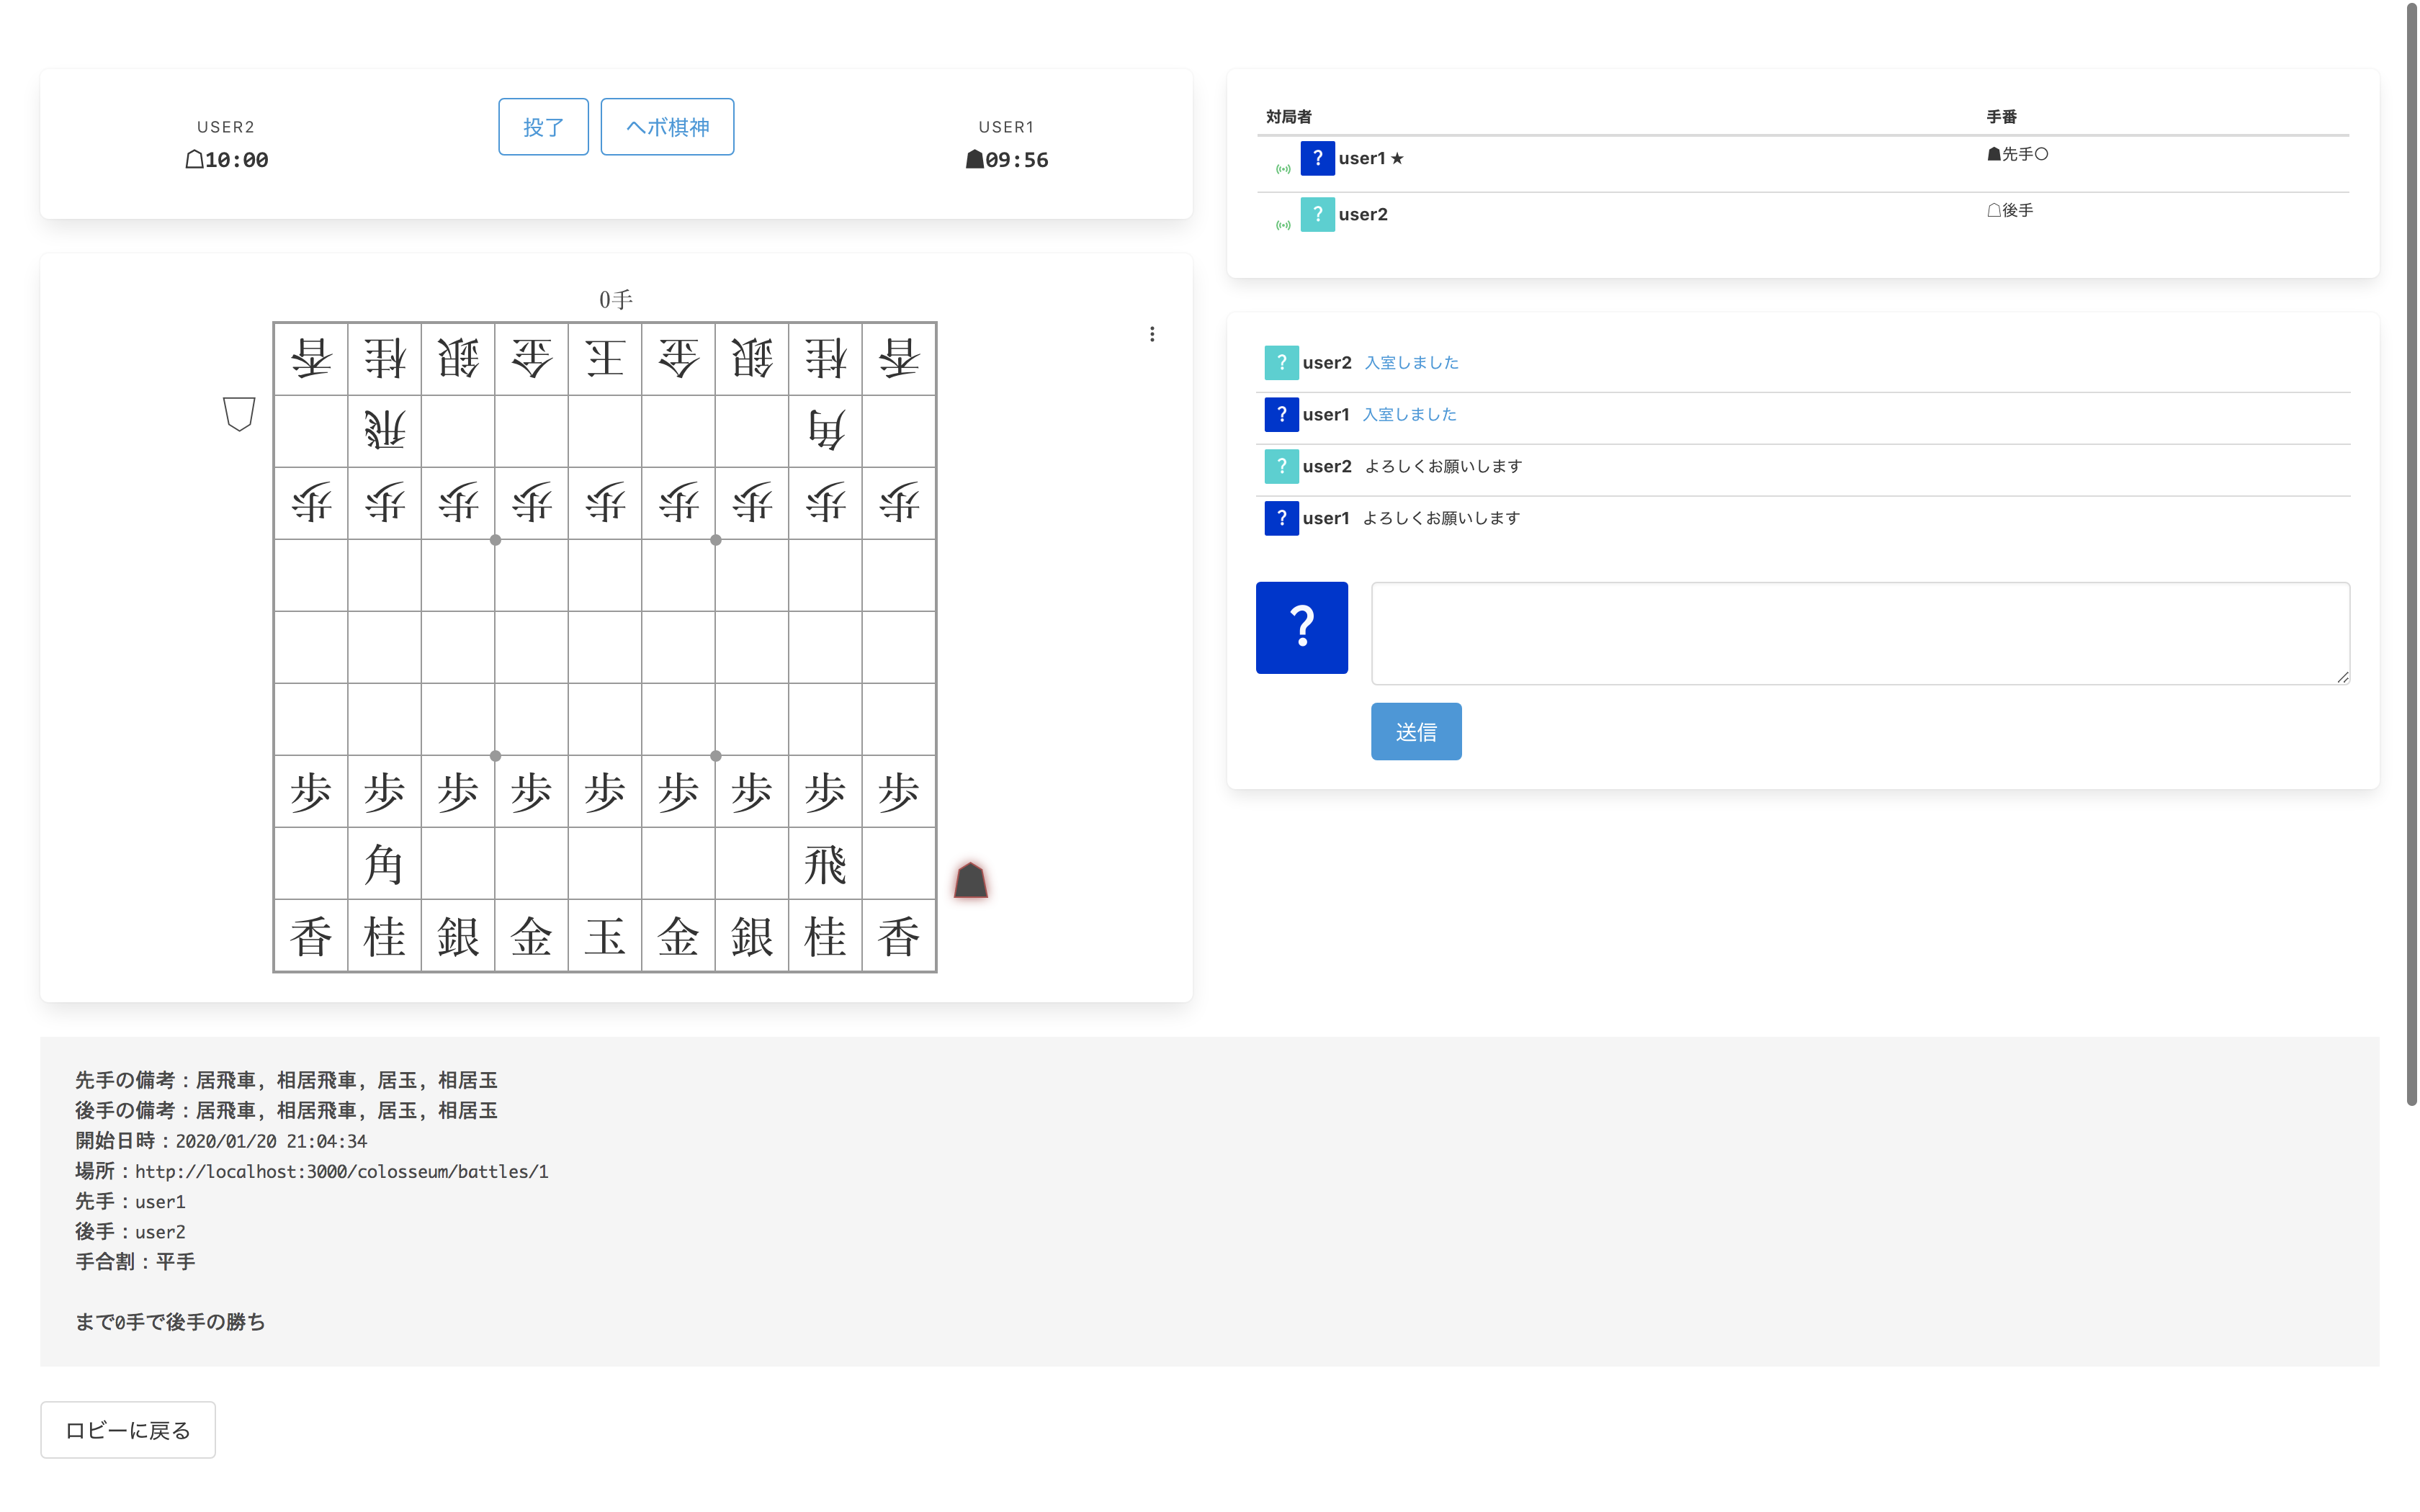 USER2
☖10:00
投了
ヘボ棋神
USER1
☗09:56
0手
香桂銀金王金銀桂香
飛角
歩歩歩歩歩歩歩歩歩
歩歩歩歩歩歩歩歩歩
角飛
香桂銀金玉金銀桂香
対局者 手番
? user1 ★ ☗先手〇
? user2 ☖後手
? user2 入室しました
? user1 入室しました
? user2 よろしくお願いします
? user1 よろしくお願いします
?
送信
先手の備考：居飛車, 相居飛車, 居玉, 相居玉
後手の備考：居飛車, 相居飛車, 居玉, 相居玉
開始日時：2020/01/20 21:04:34
場所：http://localhost:3000/colosseum/battles/1
先手：user1
後手：user2
手合割：平手
まで0手で後手の勝ち
ロビーに戻る